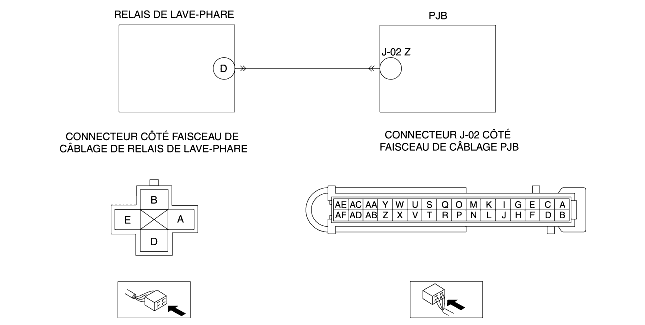 RELAIS DE LAVE-PHARE
PJB
D
J-02 Z
CONNECTEUR CÔTÉ FAISCEAU DE
CÂBLAGE DE RELAIS DE LAVE-PHARE
CONNECTEUR J-02 CÔTÉ
FAISCEAU DE CÂBLAGE PJB
B
E A
D
AE AC AA Y W U S Q O M K I G E C A
AF AD AB Z X V T R P N L J H F D B